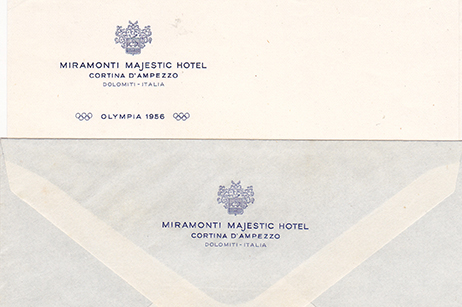 MIRAMONTI MAJESTIC HOTEL
CORTINA D'AMPEZZO
DOLOMITI - ITALIA
OLYMPIA 1956
MIRAMONTI MAJESTIC HOTEL
CORTINA D'AMPEZZO
DOLOMITI - ITALIA